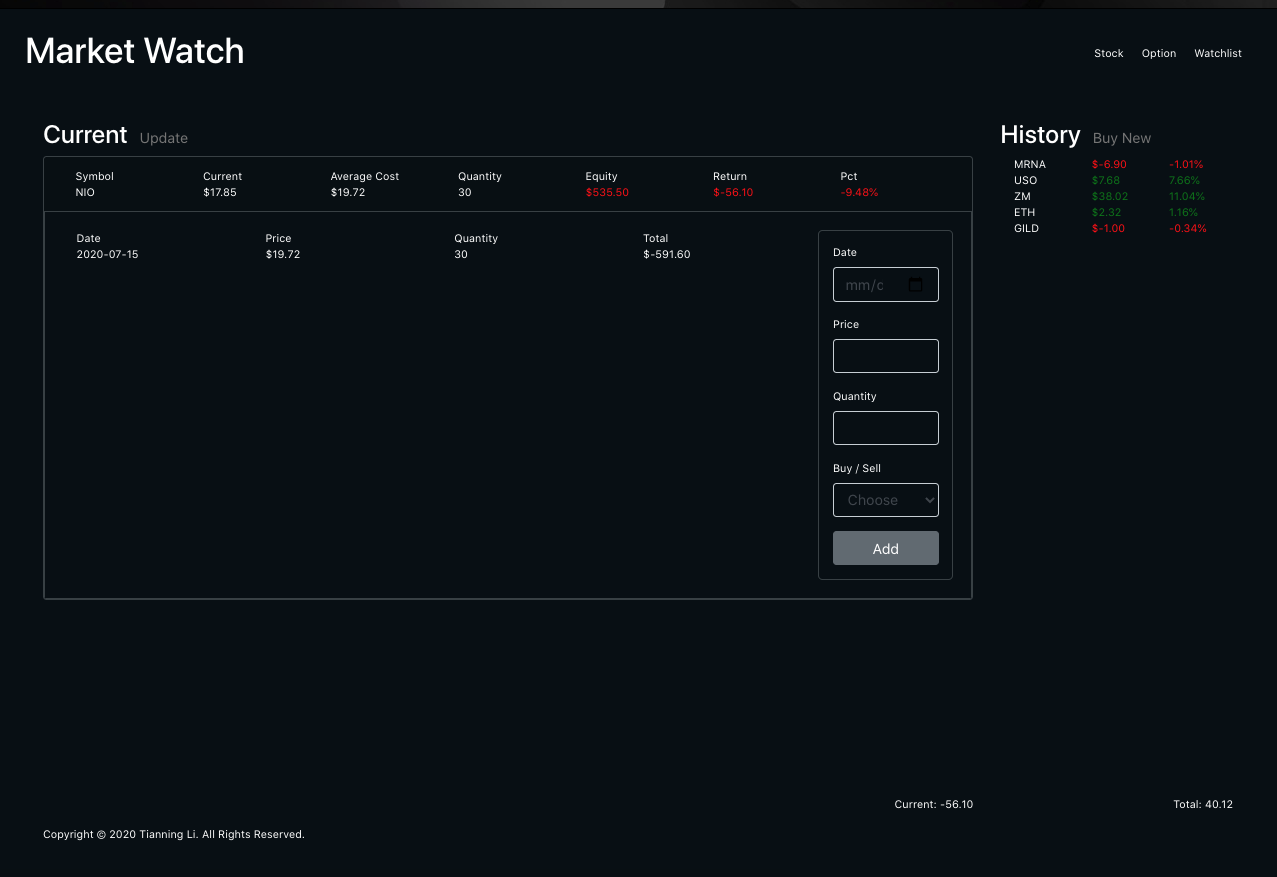 Market Watch
Stock Option Watchlist
Current Update
Symbol Current Average Cost Quantity Equity Return Pct
NIO $17.85 $19.72 30 $535.50 $-56.10 -9.48%
Date Price Quantity Total
2020-07-15 $19.72 30 $-591.60
Date
mm/d
Price
Quantity
Buy / Sell
Choose
Add
History Buy New
MRNA $-6.90 -1.01%
USO $7.68 7.66%
ZM $38.02 11.04%
ETH $2.32 1.16%
GILD $-1.00 -0.34%
Current: -56.10
Total: 40.12
Copyright © 2020 Tianning Li. All Rights Reserved.